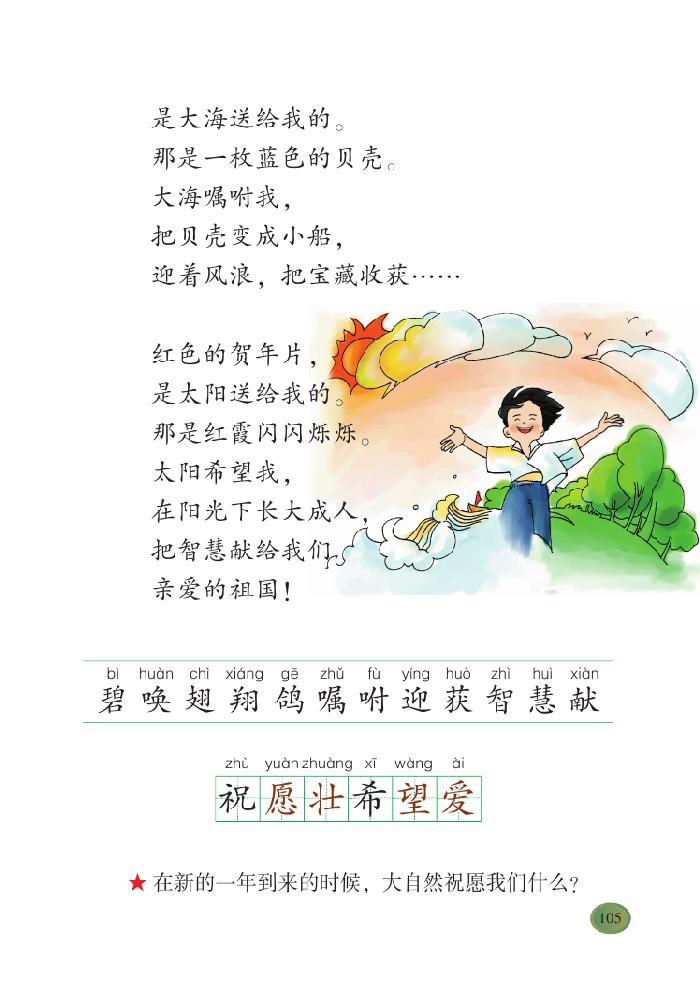 是大海送给我的。
那是一枚蓝色的贝壳。
大海嘱咐我，
把贝壳变成小船，
迎着风浪，把宝藏收获……
红色的贺年片，
是太阳送给我的。
那是红霞闪闪烁烁。
太阳希望我，
在阳光下长大成人，
把智慧献给我们
亲爱的祖国！
bì huàn chì xiáng gē zhǔ fù yíng huò zhì huì xiàn
碧 唤 翅 翔 鸽 嘱 咐 迎 获 智 慧 献
zhù yuàn zhuàng xī wàng ài
祝 愿 壮 希 望 爱
★ 在新的一年到来的时候，大自然祝愿我们什么？
105